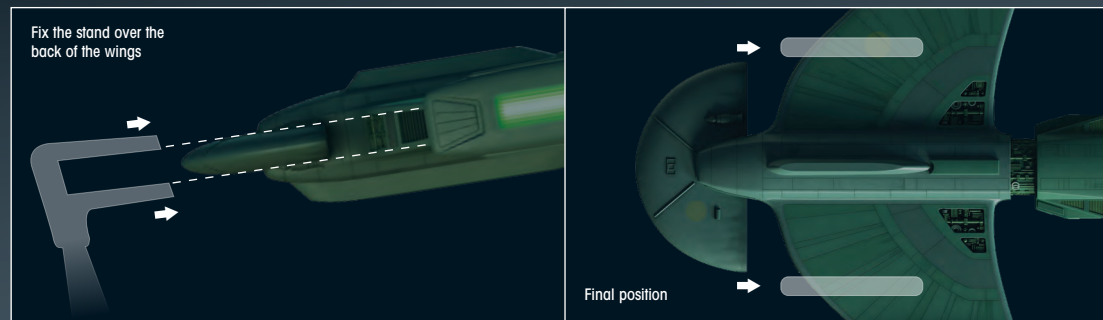 Fix the stand over the
back of the wings
Final position